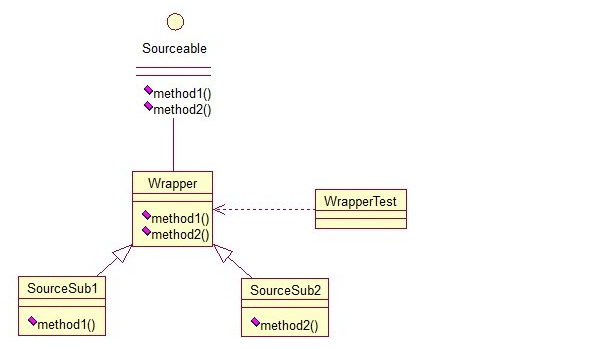 Sourceable
method1()
method2()
Wrapper
method1()
method2()
WrapperTest
SourceSub1
method1()
SourceSub2
method2()